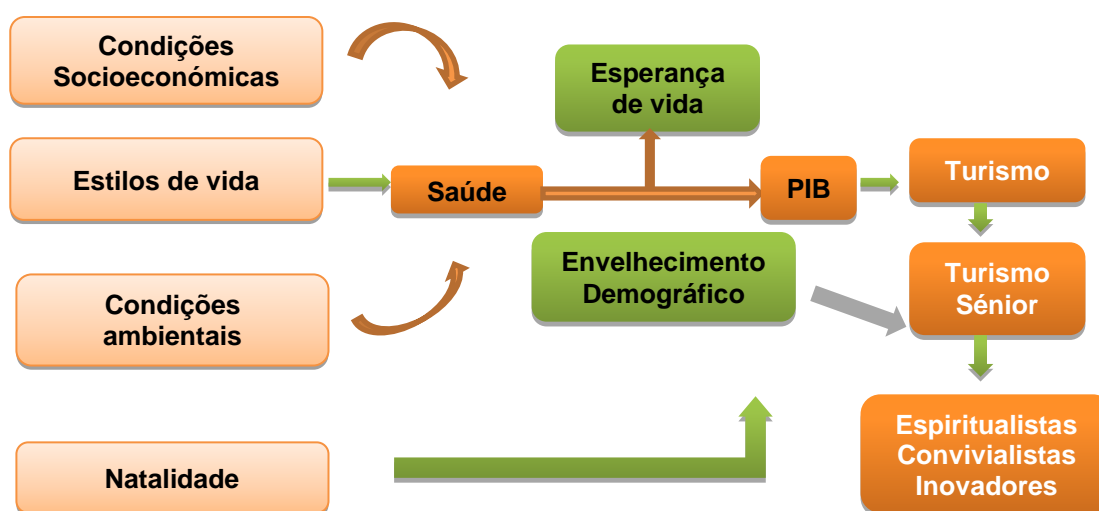 Condições
Socioeconómicas
Esperança
de vida
Estilos de vida
Saúde
PIB
Turismo
Envelhecimento
Demográfico
Turismo
Sénior
Condições
ambientais
Natalidade
Espiritualistas
Convivialistas
Inovadores